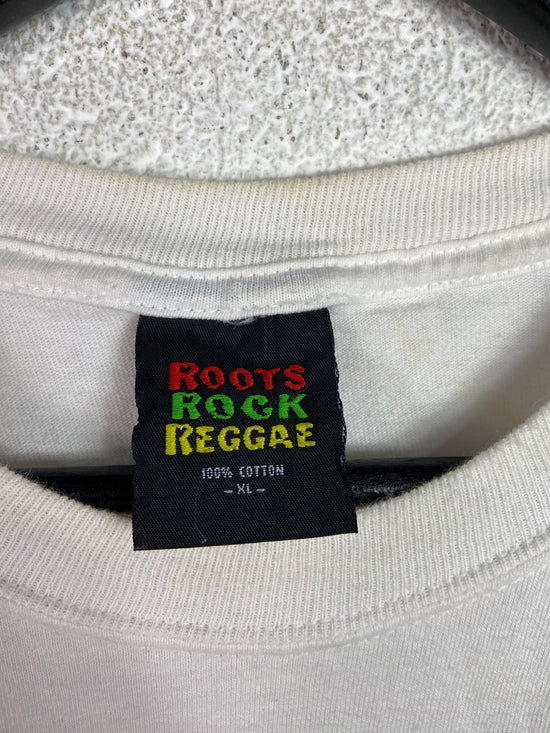 ROOTS
ROCK
REGGAE
100% COTTON
- XL -